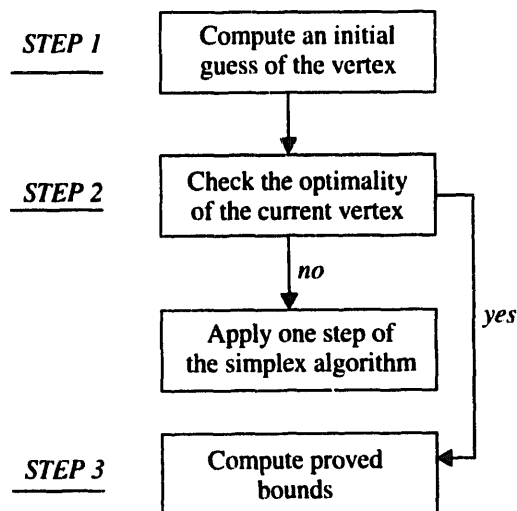 STEP 1
Compute an initial
guess of the vertex
STEP 2
Check the optimality
of the current vertex
no
yes
Apply one step of
the simplex algorithm
STEP 3
Compute proved
bounds